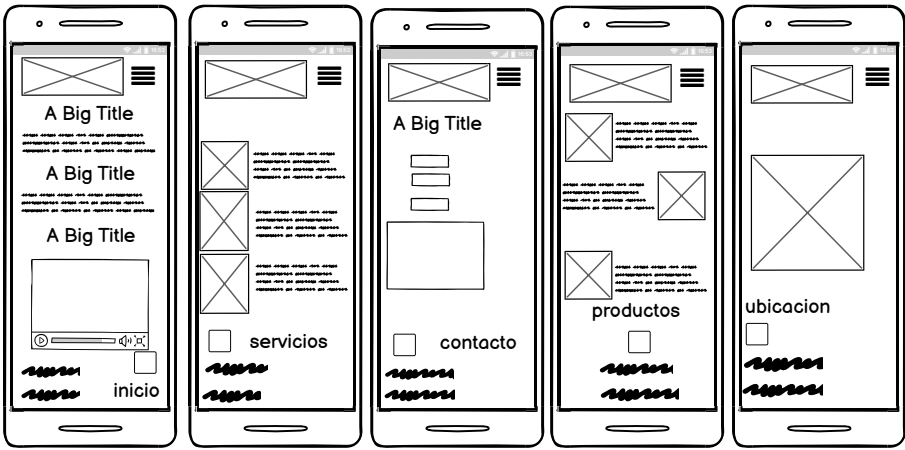 A Big Title
A Big Title
A Big Title
inicio
servicios
A Big Title
contacto
productos
ubicacion